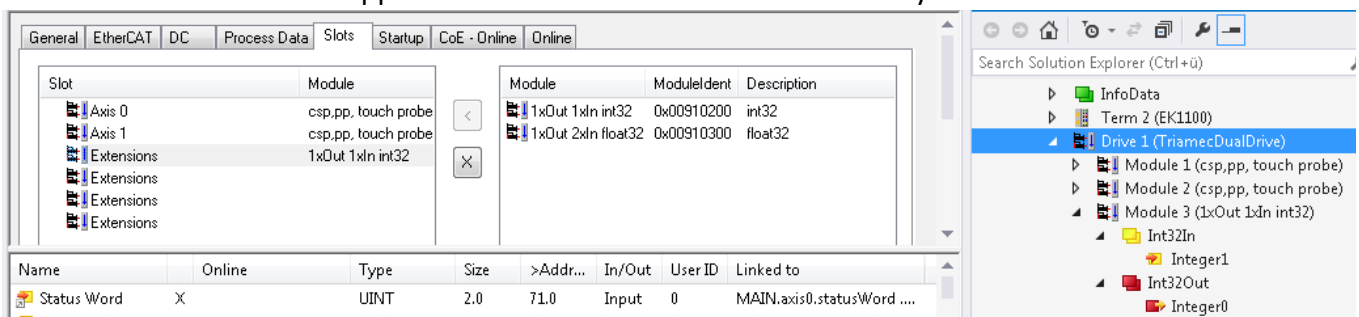 General EtherCAT DC Process Data Slots Startup CoE - Online Online
Slot Module
Axis 0 csp,pp, touch probe
Axis 1 csp,pp, touch probe
Extensions 1xOut 1xIn int32
Extensions
Extensions
Extensions
<
X
Module ModuleIdent Description
1xOut 1xIn int32 0x00910200 int32
1xOut 2xIn float32 0x00910300 float32
Name Online Type Size >Addr... In/Out User ID Linked to
Status Word X UINT 2.0 71.0 Input 0 MAIN.axis0.statusWord ....
Search Solution Explorer (Ctrl+ü)
InfoData
Term 2 (EK1100)
Drive 1 (TriamecDualDrive)
Module 1 (csp,pp, touch probe)
Module 2 (csp,pp, touch probe)
Module 3 (1xOut 1xIn int32)
Int32In
Integer1
Int32Out
Integer0